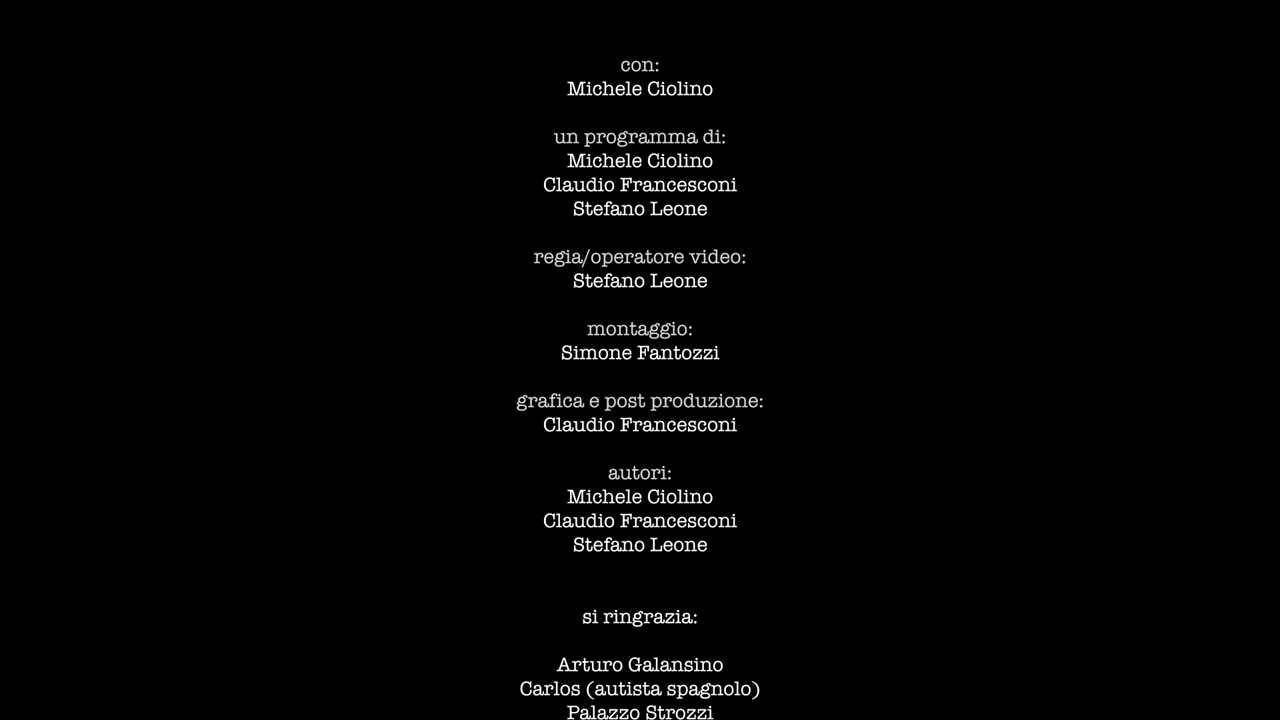 con:
Michele Ciolino
un programma di:
Michele Ciolino
Claudio Francesconi
Stefano Leone
regia/operatore video:
Stefano Leone
montaggio:
Simone Fantozzi
grafica e post produzione:
Claudio Francesconi
autori:
Michele Ciolino
Claudio Francesconi
Stefano Leone
si ringrazia:
Arturo Galansino
Carlos (autista spagnolo)
Palazzo Strozzi